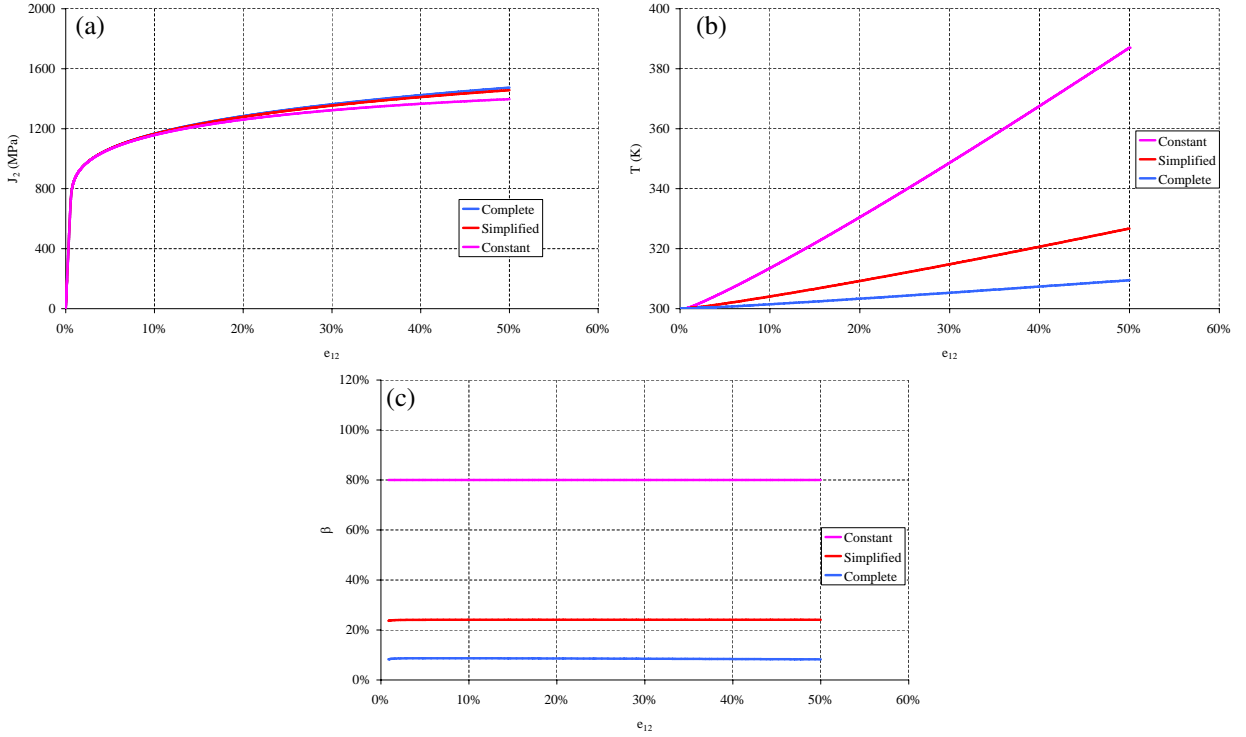 (a)
2000
1600
1200
800
400
0
J2 (MPa)
0% 10% 20% 30% 40% 50% 60%
e12
Complete
Simplified
Constant
(b)
400
380
360
340
320
300
T (K)
0% 10% 20% 30% 40% 50% 60%
e12
Constant
Simplified
Complete
(c)
120%
100%
80%
60%
40%
20%
0%
β
0% 10% 20% 30% 40% 50% 60%
e12
Constant
Simplified
Complete